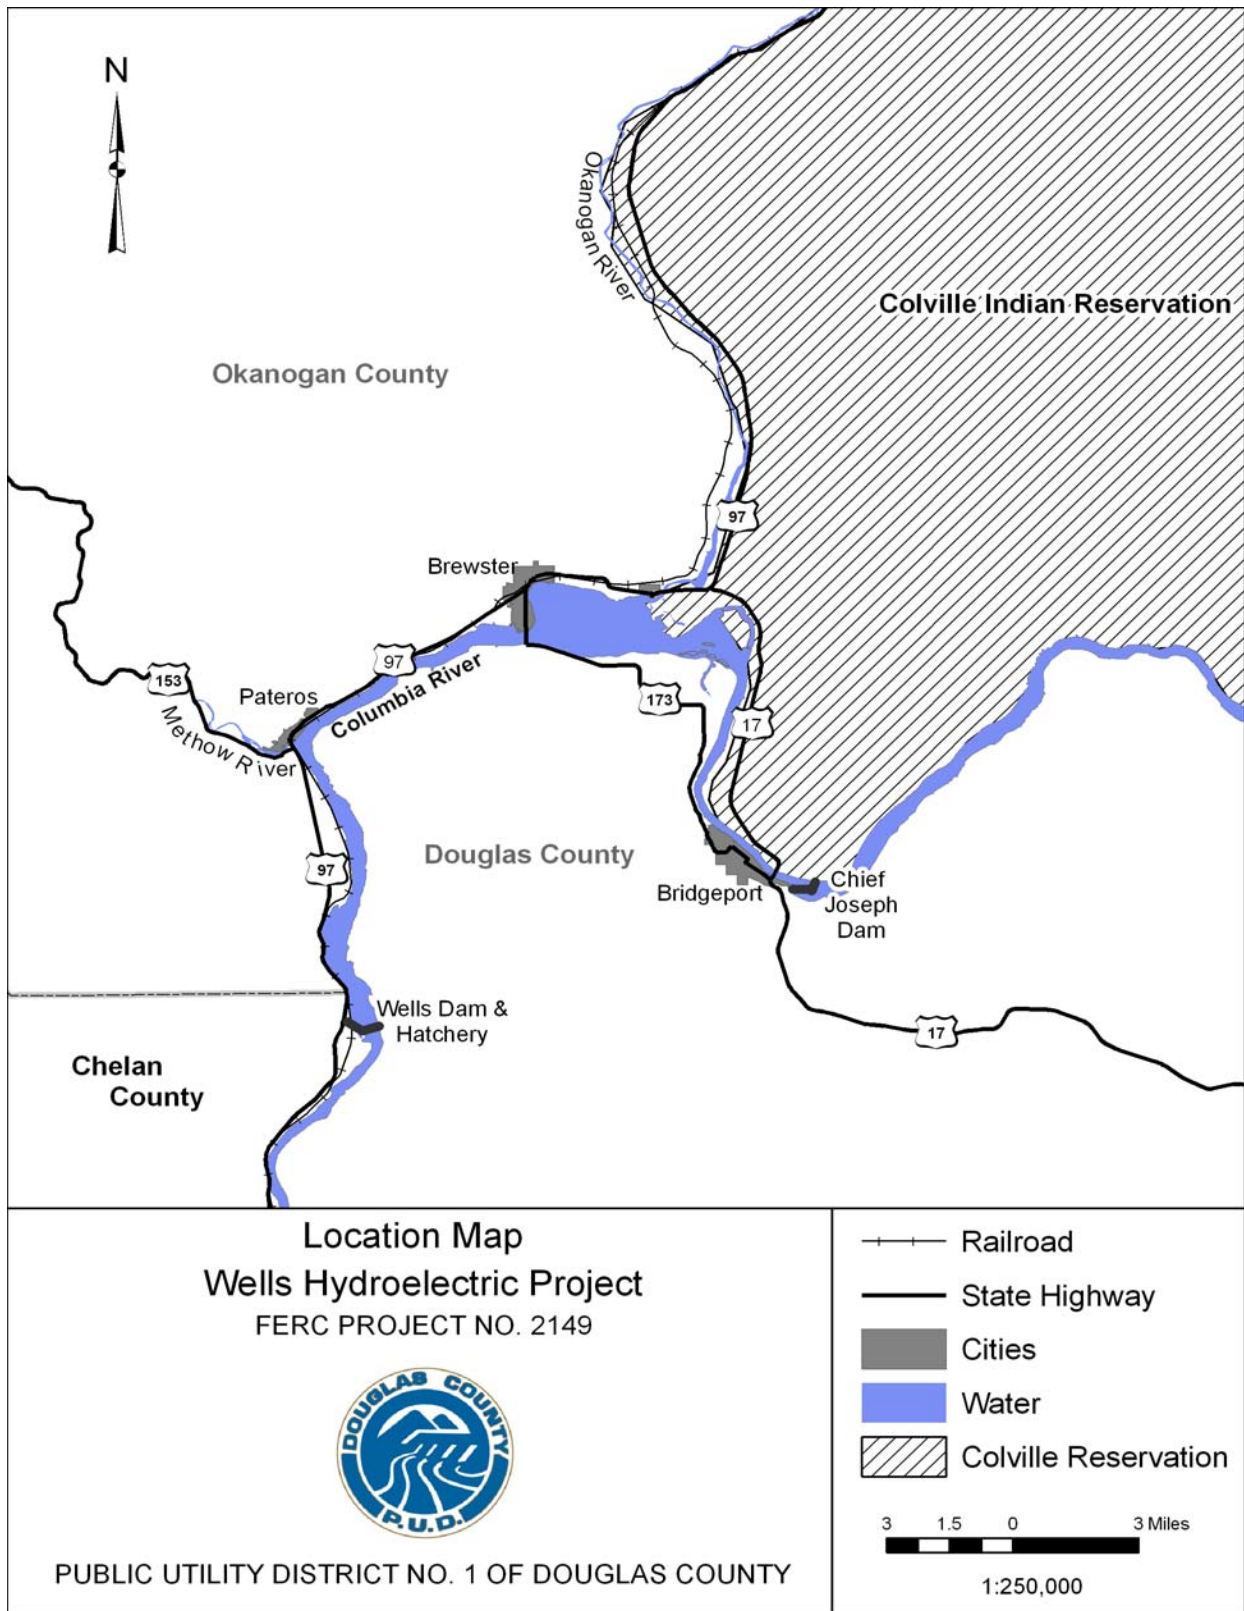 N
Okanogan River
Colville Indian Reservation
Okanogan County
97
Brewster
97
153
Pateros
Columbia River
173
17
Methow River
Douglas County
97
Bridgeport
Chief
Joseph
Dam
Wells Dam &
Hatchery
17
Chelan
County
Location Map
Wells Hydroelectric Project
FERC PROJECT NO. 2149
DOUGLAS COUNTY
P.U.D.
PUBLIC UTILITY DISTRICT NO. 1 OF DOUGLAS COUNTY
Railroad
State Highway
Cities
Water
Colville Reservation
3 1.5 0 3 Miles
1:250,000